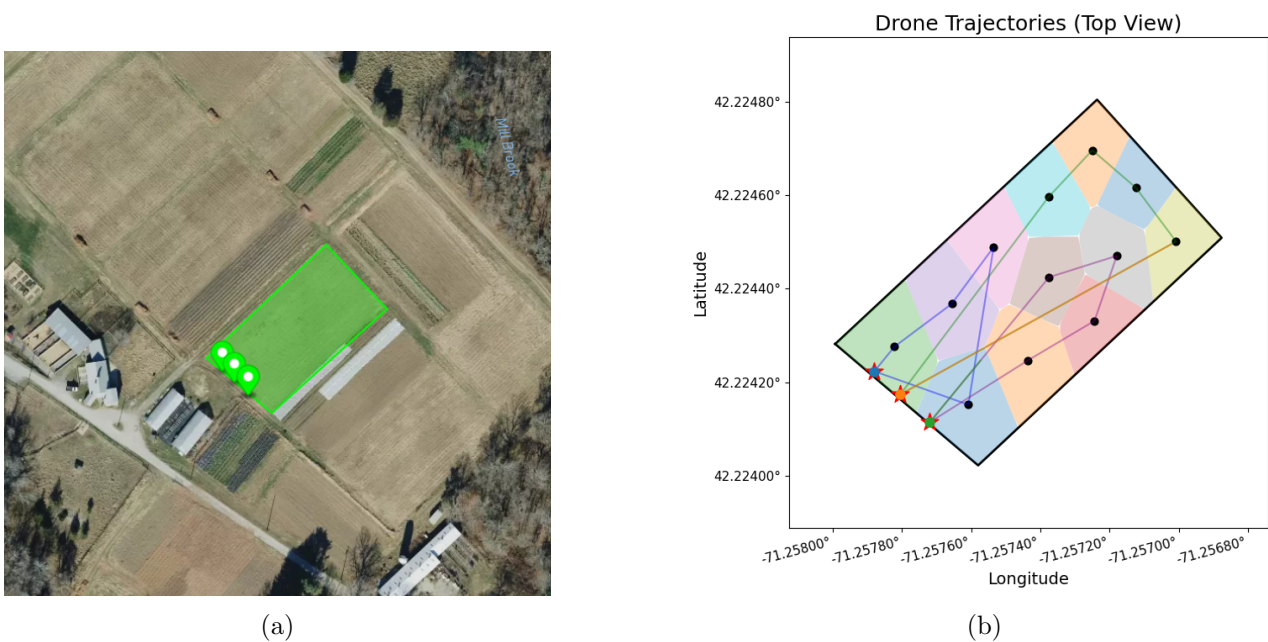 Mill Brook
(a)
Drone Trajectories (Top View)
Latitude
42.22480°
42.22460°
42.22440°
42.22420°
42.22400°
-71.25800°
-71.25780°
-71.25760°
-71.25740°
-71.25720°
-71.25700°
-71.25680°
Longitude
(b)